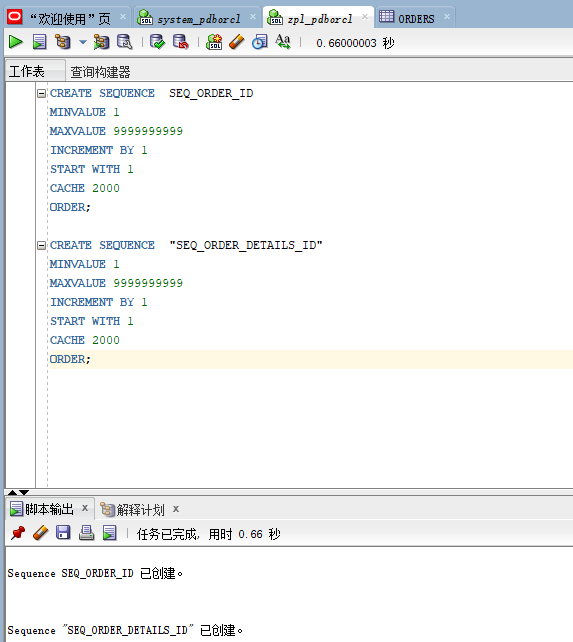 “欢迎使用”页
system_pdborcl
zpl_pdborcl
ORDERS
0.66000003 秒
工作表
查询构建器
CREATE SEQUENCE  SEQ_ORDER_ID
MINVALUE 1
MAXVALUE 9999999999
INCREMENT BY 1
START WITH 1
CACHE 2000
ORDER;
CREATE SEQUENCE  "SEQ_ORDER_DETAILS_ID"
MINVALUE 1
MAXVALUE 9999999999
INCREMENT BY 1
START WITH 1
CACHE 2000
ORDER;
脚本输出
解释计划
任务已完成, 用时 0.66 秒
Sequence SEQ_ORDER_ID 已创建。
Sequence "SEQ_ORDER_DETAILS_ID" 已创建。